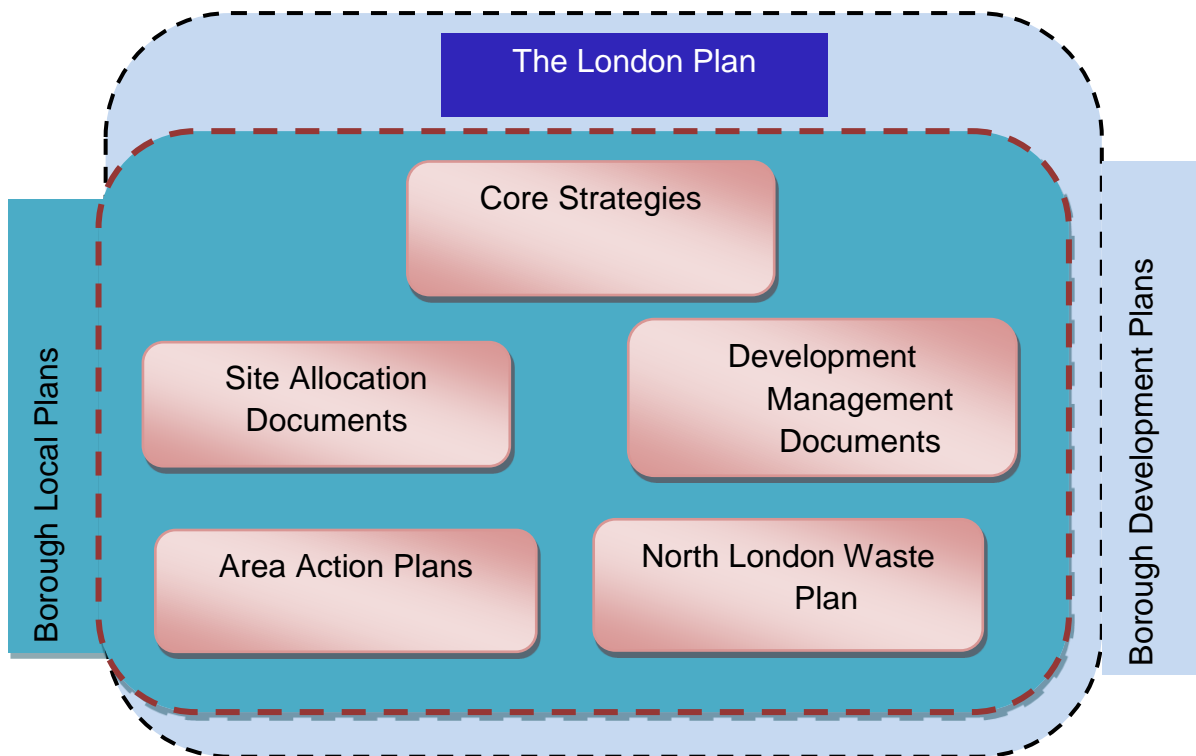 The London Plan
Core Strategies
Site Allocation
Documents
Development
Management
Documents
Area Action Plans
North London Waste
Plan
Borough Local Plans
Borough Development Plans